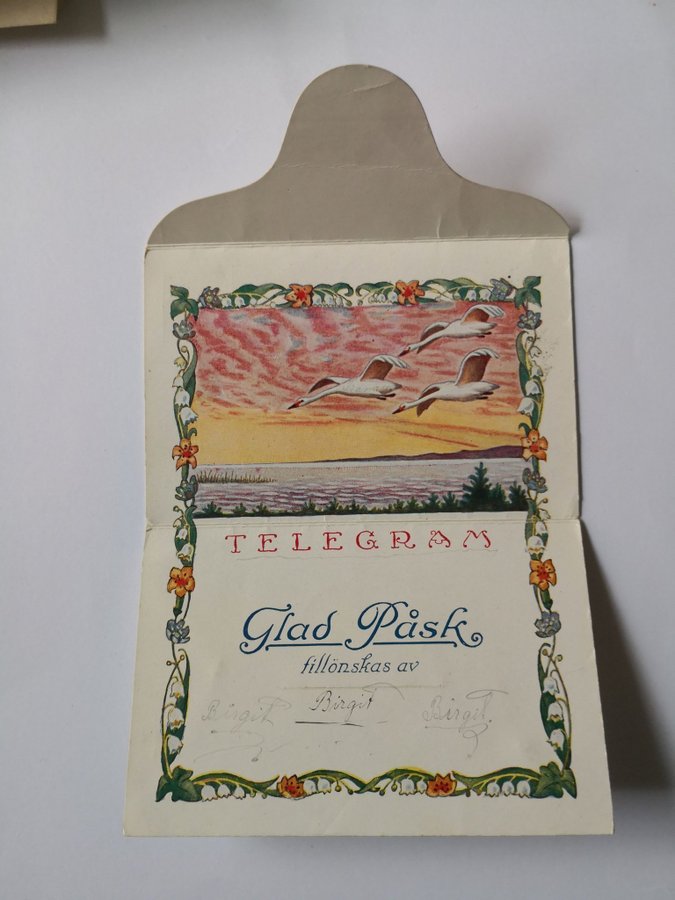 TELEGRAM
Glad Påsk
tillönskas av
Birgit Birgit Birgit.